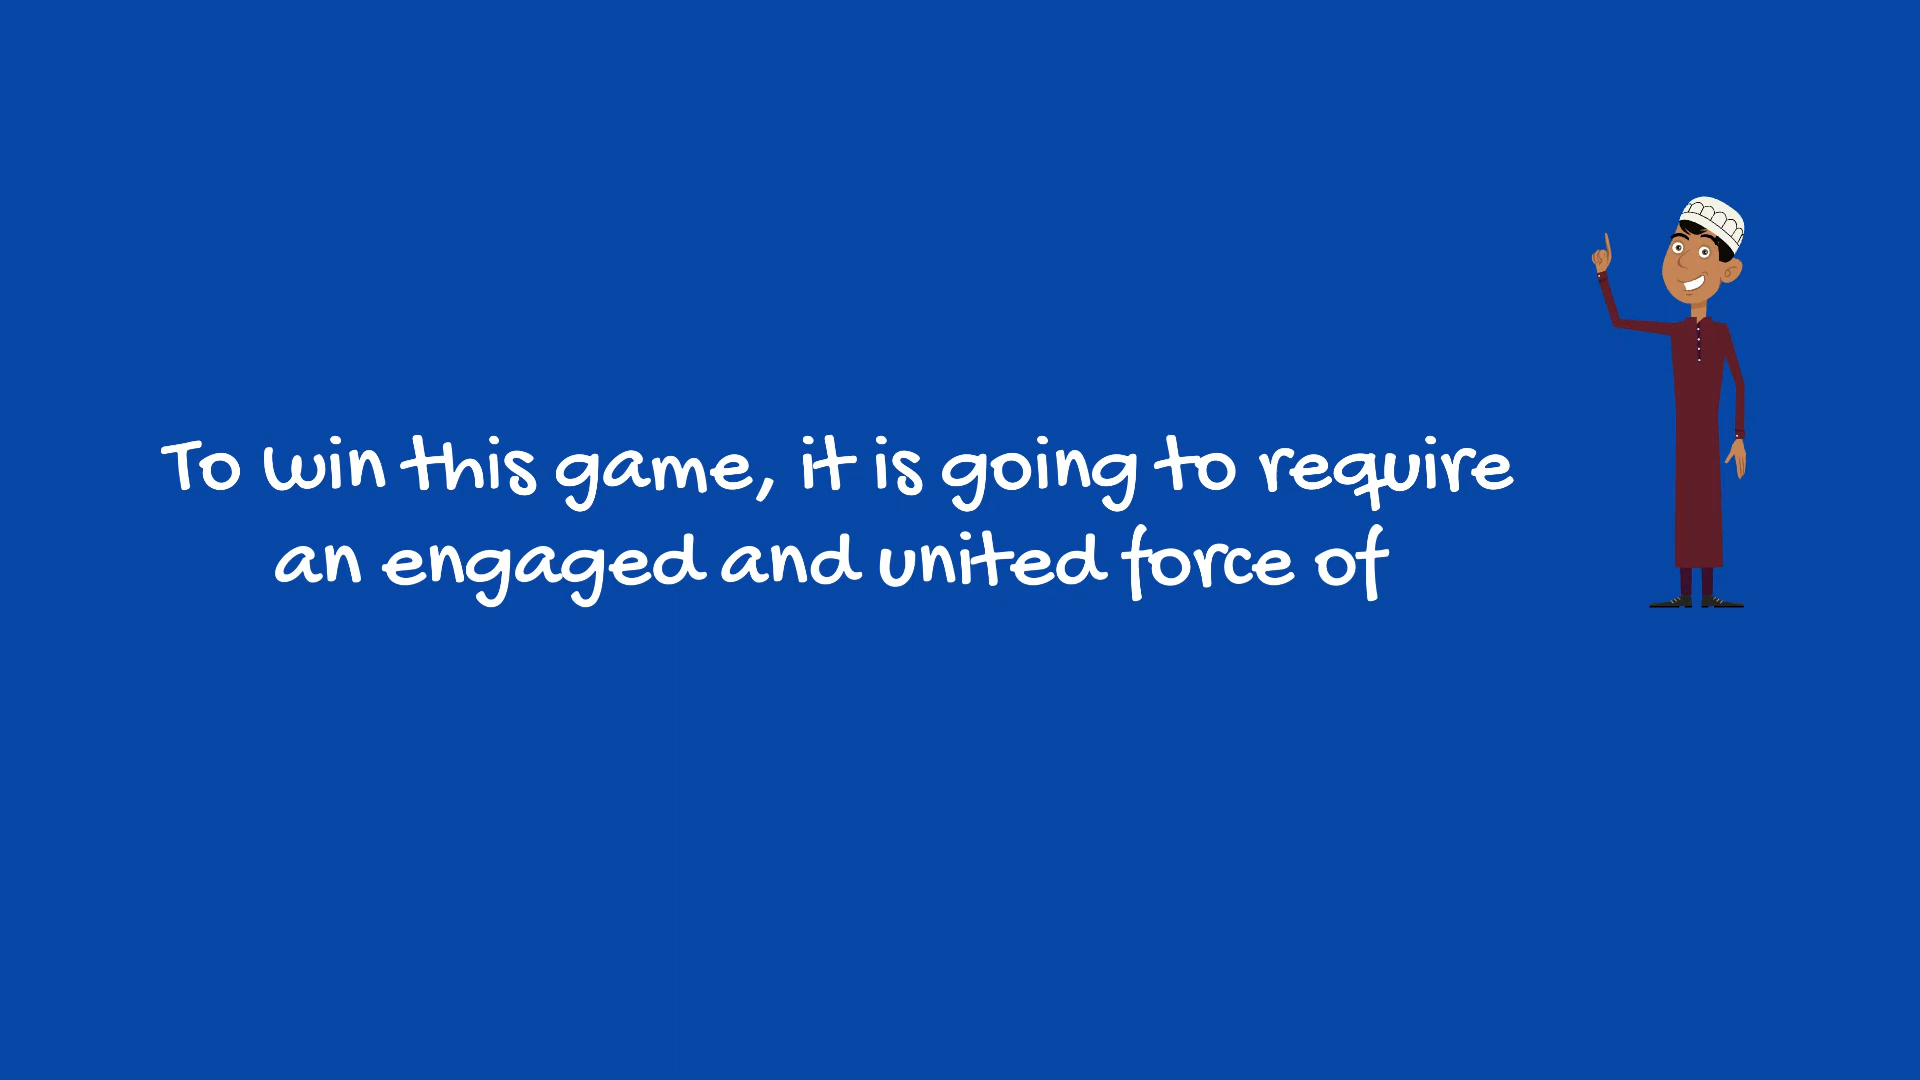 To win this game, it is going to require
an engaged and united force of